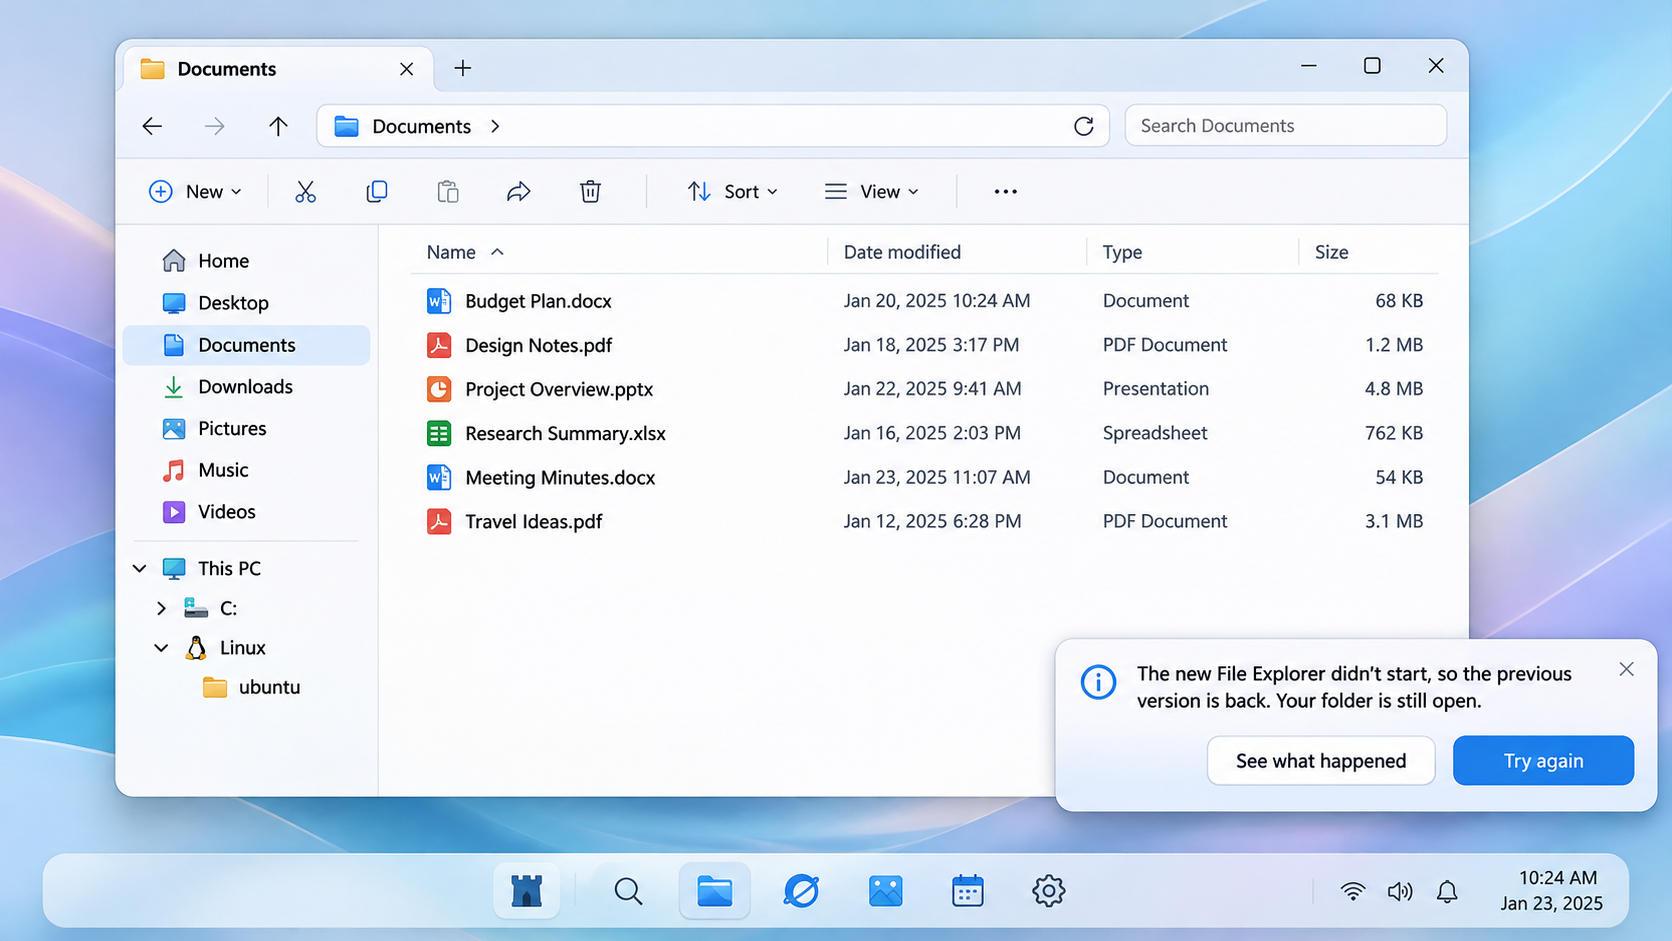 Documents
Documents
Search Documents
New
Sort
View
Home
Desktop
Documents
Downloads
Pictures
Music
Videos
This PC
C:
Linux
ubuntu
Name Date modified Type Size
Budget Plan.docx Jan 20, 2025 10:24 AM Document 68 KB
Design Notes.pdf Jan 18, 2025 3:17 PM PDF Document 1.2 MB
Project Overview.pptx Jan 22, 2025 9:41 AM Presentation 4.8 MB
Research Summary.xlsx Jan 16, 2025 2:03 PM Spreadsheet 762 KB
Meeting Minutes.docx Jan 23, 2025 11:07 AM Document 54 KB
Travel Ideas.pdf Jan 12, 2025 6:28 PM PDF Document 3.1 MB
The new File Explorer didn’t start, so the previous
version is back. Your folder is still open.
See what happened
Try again
10:24 AM
Jan 23, 2025